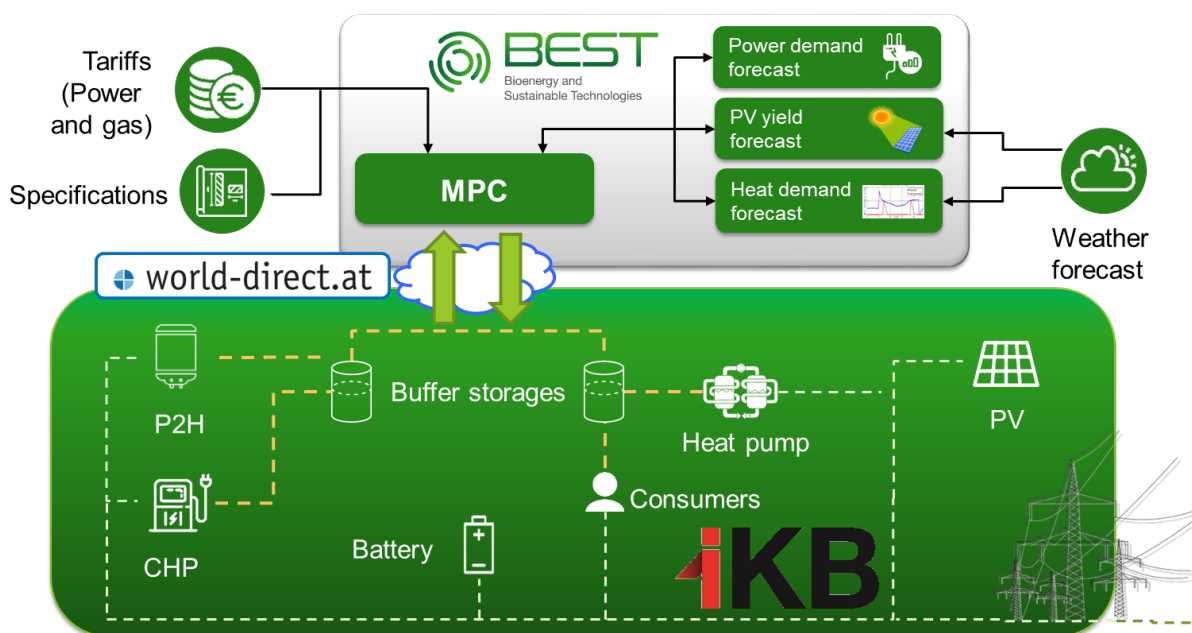 Tariffs
(Power
and gas)
Specifications
BEST
Bioenergy and
Sustainable Technologies
MPC
Power demand
forecast
PV yield
forecast
Heat demand
forecast
Weather
forecast
world-direct.at
P2H
Buffer storages
Heat pump
PV
CHP
Battery
Consumers
iKB